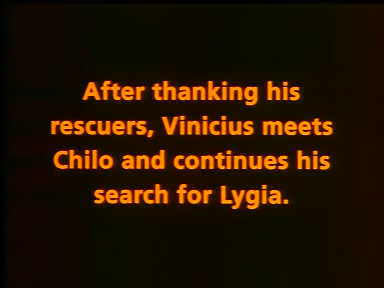 After thanking his
rescuers, Vinicius meets
Chilo and continues his
search for Lygia.